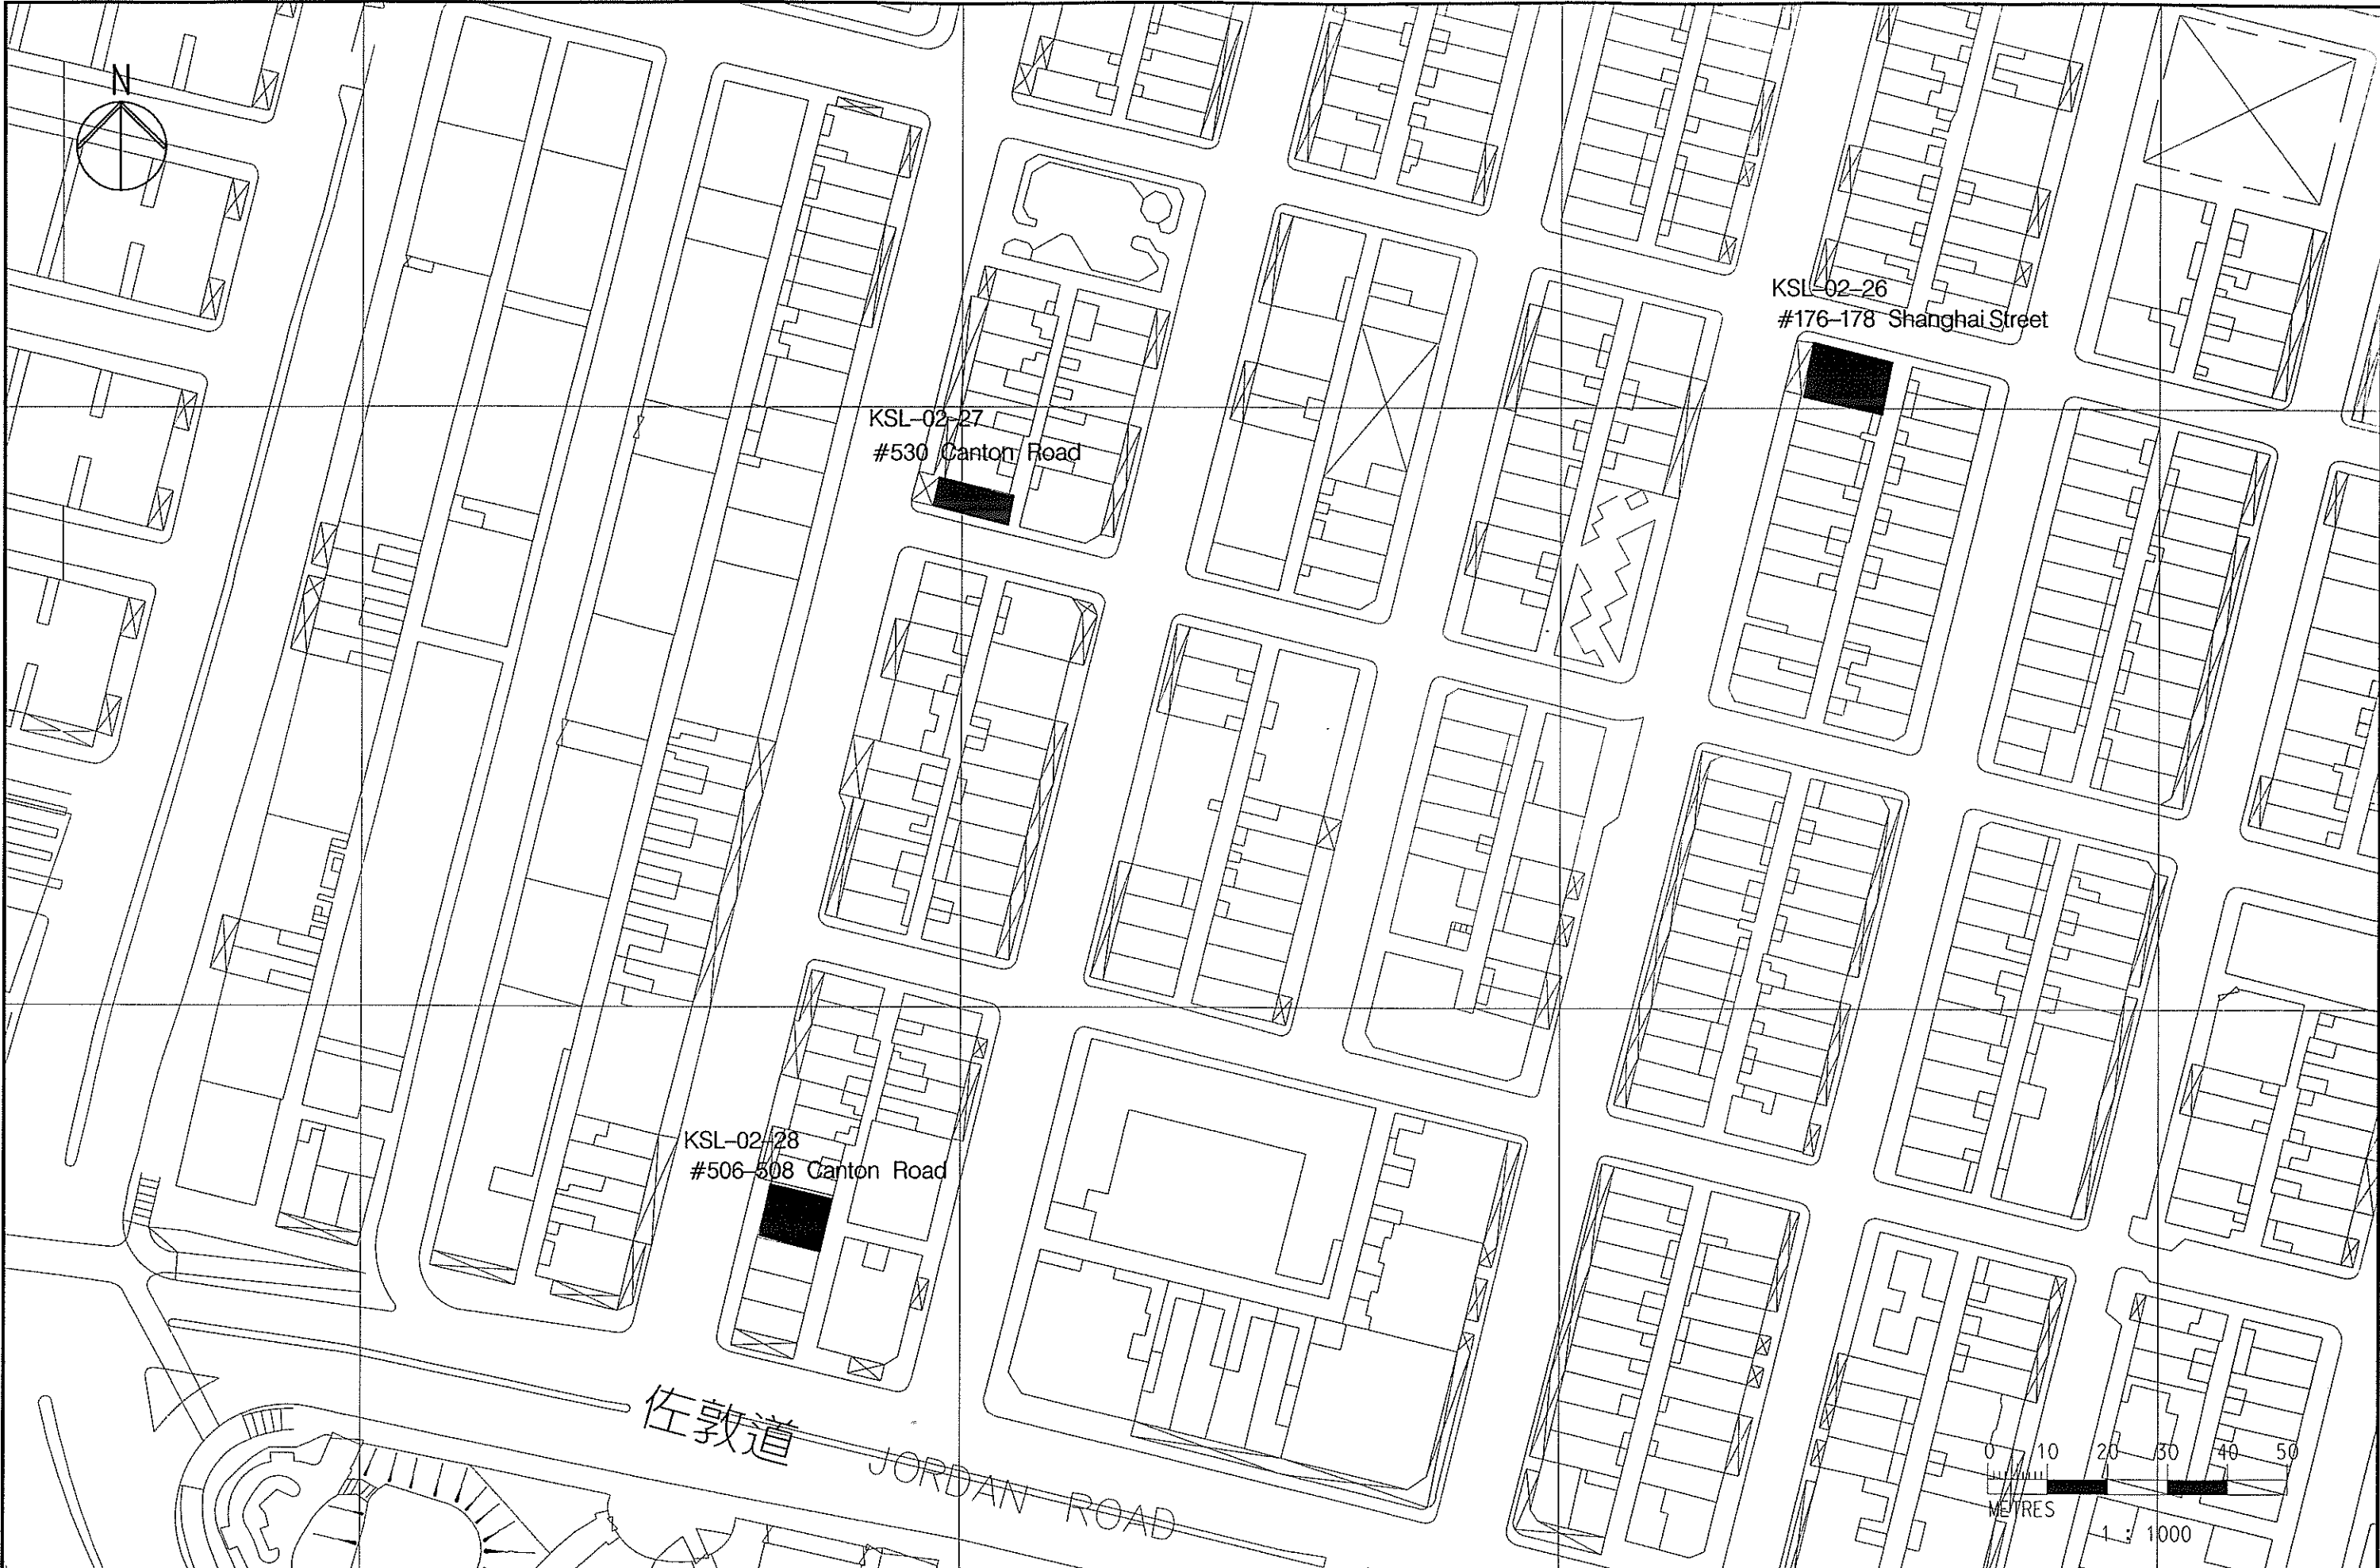 N
KSL-02-26
#176-178 Shanghai Street
KSL-02-27
#530 Canton Road
KSL-02-28
#506-508 Canton Road
佐敦道 JORDAN ROAD
0 10 20 30 40 50
METRES
1 : 1000